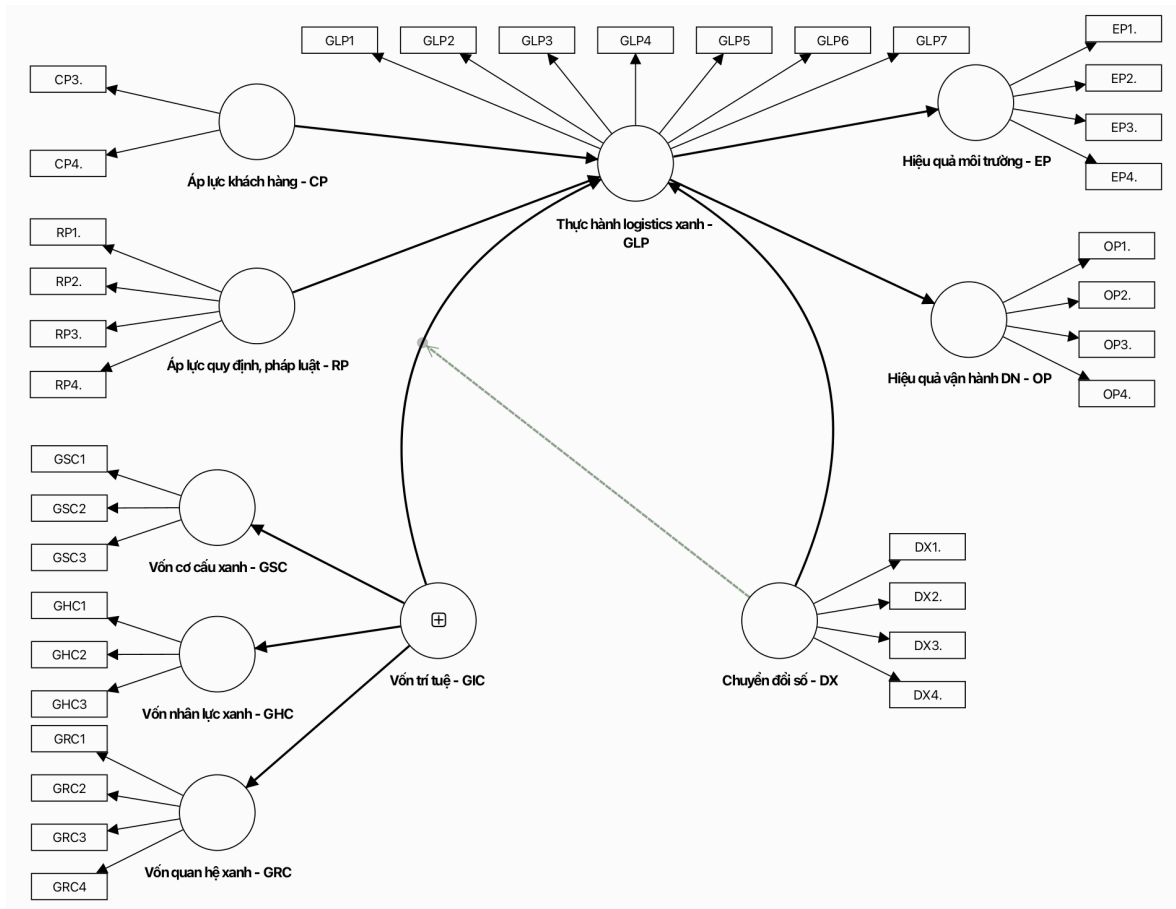 GLP1
GLP2
GLP3
GLP4
GLP5
GLP6
GLP7
EP1.
EP2.
EP3.
EP4.
Hiệu quả môi trường - EP
CP3.
CP4.
Áp lực khách hàng - CP
Thực hành logistics xanh -
GLP
RP1.
RP2.
RP3.
RP4.
Áp lực quy định, pháp luật - RP
OP1.
OP2.
OP3.
OP4.
Hiệu quả vận hành DN - OP
GSC1
GSC2
GSC3
Vốn cơ cấu xanh - GSC
GHC1
GHC2
GHC3
Vốn nhân lực xanh - GHC
GRC1
GRC2
GRC3
GRC4
Vốn quan hệ xanh - GRC
Vốn trí tuệ - GIC
DX1.
DX2.
DX3.
DX4.
Chuyển đổi số - DX